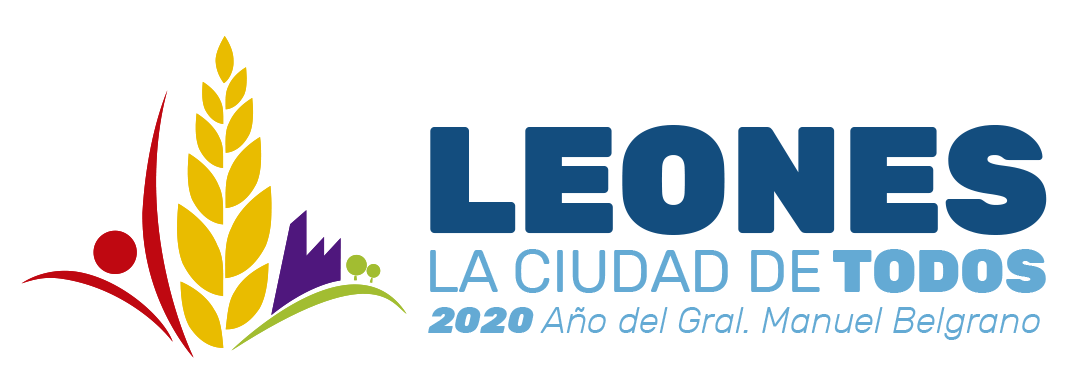 LEONES
LA CIUDAD DE TODOS
2020 Año del Gral. Manuel Belgrano